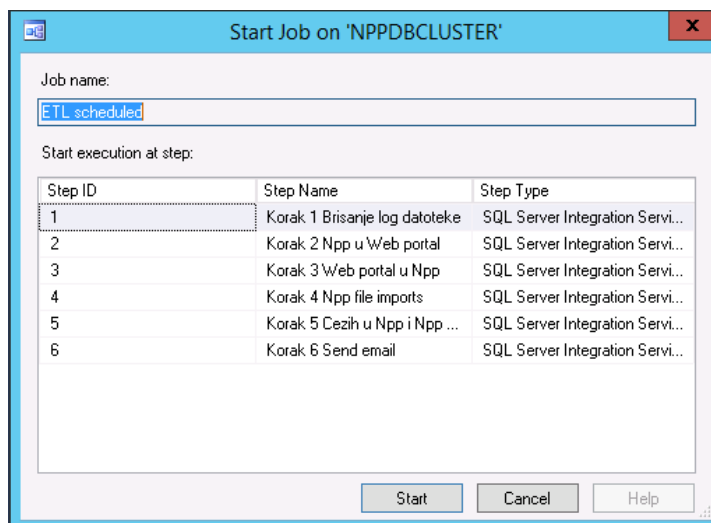 Start Job on 'NPPDBCLUSTER'
x
Job name:
ETL scheduled
Start execution at step:
Step ID Step Name Step Type
1 Korak 1 Brisanje log datoteke SQL Server Integration Servi...
2 Korak 2 Npp u Web portal SQL Server Integration Servi...
3 Korak 3 Web portal u Npp SQL Server Integration Servi...
4 Korak 4 Npp file imports SQL Server Integration Servi...
5 Korak 5 Cezih u Npp i Npp ... SQL Server Integration Servi...
6 Korak 6 Send email SQL Server Integration Servi...
Start Cancel Help